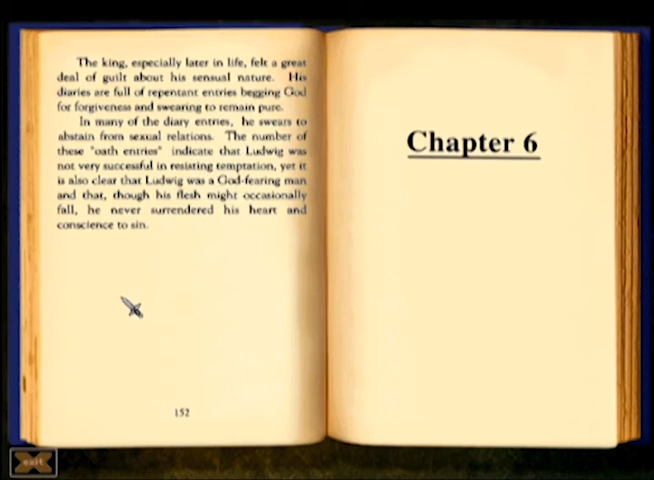 The king, especially later in life, felt a great
deal of guilt about his sensual nature. His
diaries are full of repentant entries begging God
for forgiveness and swearing to remain pure.
In many of the diary entries, he swears to
abstain from sexual relations. The number of
these "oath entries" indicate that Ludwig was
not very successful in resisting temptation, yet it
is also clear that Ludwig was a God-fearing man
and that, though his flesh might occasionally
fall, he never surrendered his heart and
conscience to sin.
152
Chapter 6
exit